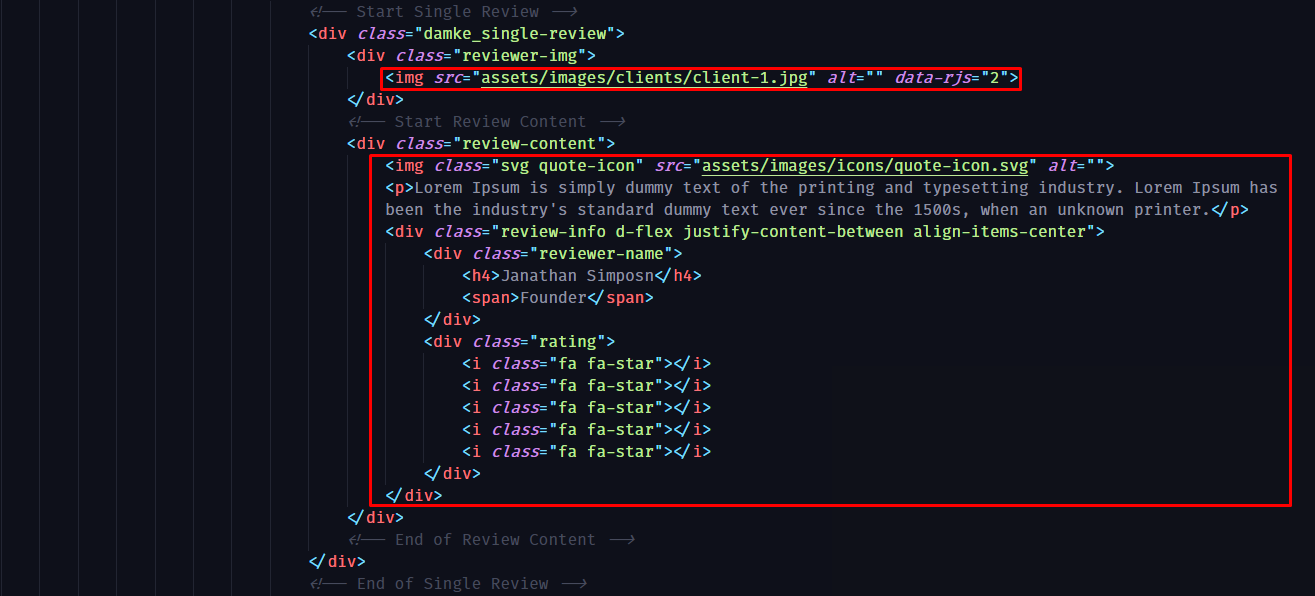 <!-- Start Single Review -->
<div class="damke_single-review">
<div class="reviewer-img">
<img src="assets/images/clients/client-1.jpg" alt="" data-rjs="2">
</div>
<!-- Start Review Content -->
<div class="review-content">
<img class="svg quote-icon" src="assets/images/icons/quote-icon.svg" alt="">
<p>Lorem Ipsum is simply dummy text of the printing and typesetting industry. Lorem Ipsum has
been the industry's standard dummy text ever since the 1500s, when an unknown printer.</p>
<div class="review-info d-flex justify-content-between align-items-center">
<div class="reviewer-name">
<h4>Janathan Simposn</h4>
<span>Founder</span>
</div>
<div class="rating">
<i class="fa fa-star"></i>
<i class="fa fa-star"></i>
<i class="fa fa-star"></i>
<i class="fa fa-star"></i>
<i class="fa fa-star"></i>
</div>
</div>
</div>
<!-- End of Review Content -->
</div>
<!-- End of Single Review -->